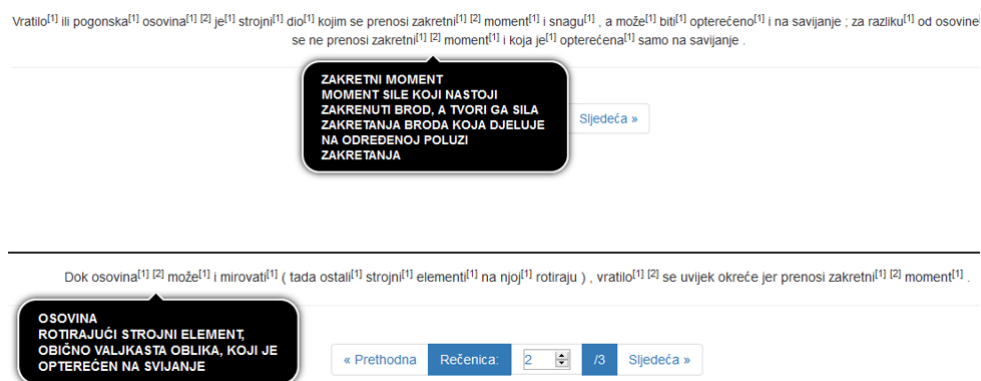 Vratilo[1] ili pogonska[1] osovina[1] [2] je[1] strojni[1] dio[1] kojim se prenosi zakretni[1] [2] moment[1] i snagu[1] , a može[1] biti[1] opterećeno[1] i na savijanje ; za razliku[1] od osovine
se ne prenosi zakretni[1] [2] moment[1] i koja je[1] opterećena[1] samo na savijanje .
ZAKRETNI MOMENT
MOMENT SILE KOJI NASTOJI
ZAKRENUTI BROD, A TVORI GA SILA
ZAKRETANJA BRODA KOJA DJELUJE
NA ODREĐENOJ POLUZI
ZAKRETANJA
Sljedeća »
Dok osovina[1] [2] može[1] i mirovati[1] ( tada ostali[1] strojni[1] elementi[1] na njoj[1] rotiraju ) , vratilo[1] [2] se uvijek okreće jer prenosi zakretni[1] [2] moment[1] .
OSOVINA
ROTIRAJUĆI STROJNI ELEMENT,
OBIČNO VALJKASTA OBLIKA, KOJI JE
OPTEREĆEN NA SVIJANJE
« Prethodna Rečenica: 2 /3 Sljedeća »